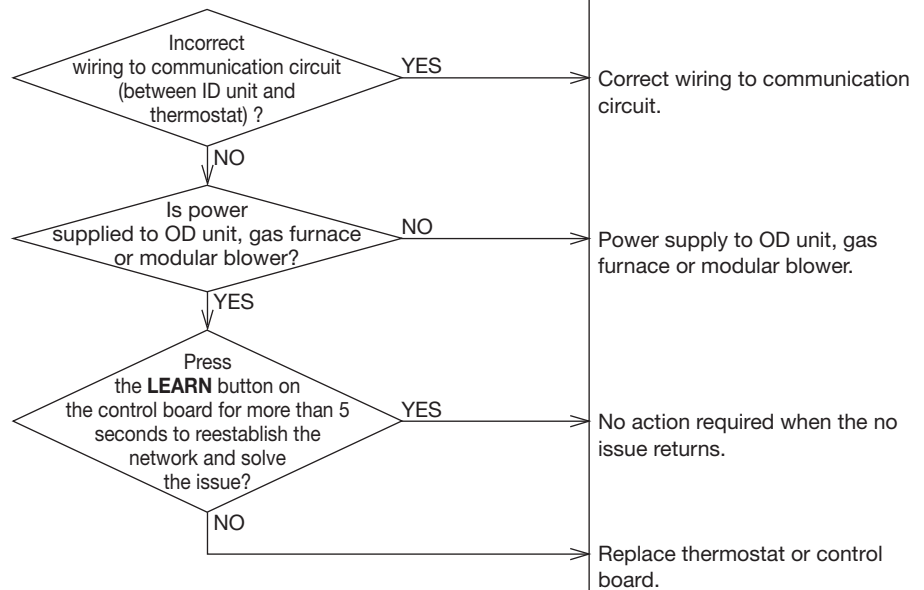 Incorrect
wiring to communication circuit
(between ID unit and
thermostat) ?
YES
Correct wiring to communication
circuit.
NO
Is power
supplied to OD unit, gas furnace
or modular blower?
NO
Power supply to OD unit, gas
furnace or modular blower.
YES
Press
the LEARN button on
the control board for more than 5
seconds to reestablish the
network and solve
the issue?
YES
No action required when the no
issue returns.
NO
Replace thermostat or control
board.